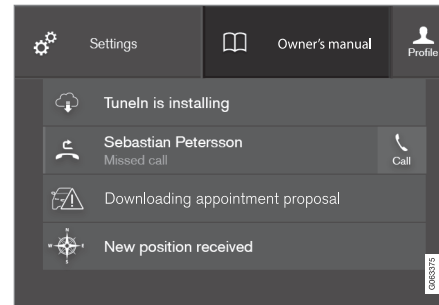 Settings
Owner's manual
Profile
TuneIn is installing
Sebastian Petersson
Missed call
Call
Downloading appointment proposal
New position received
G063375